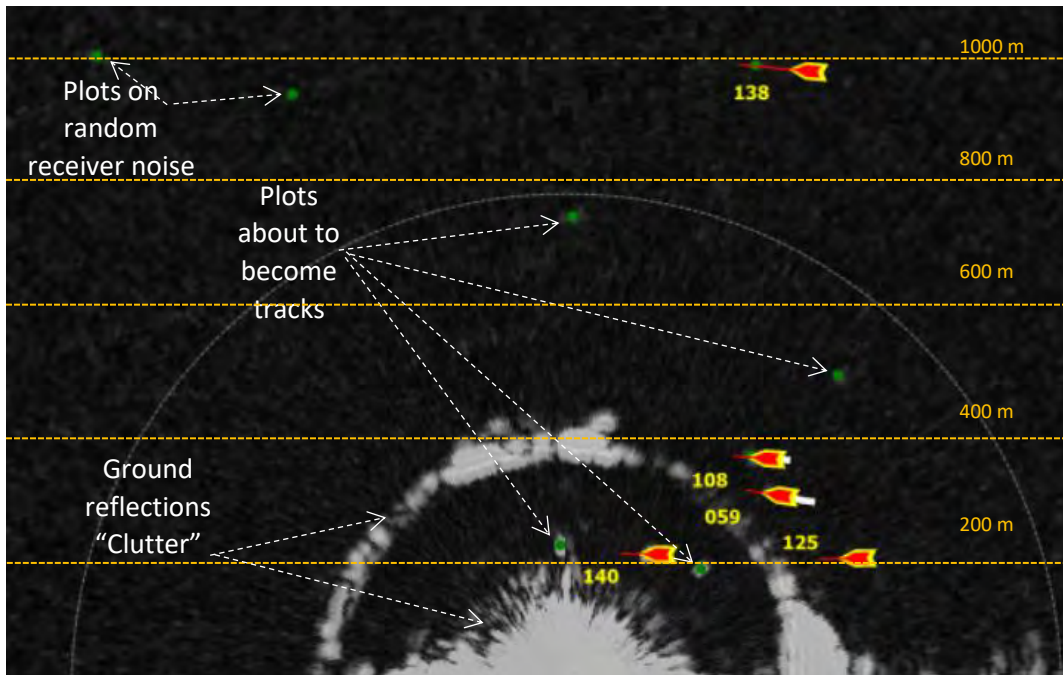 1000 m
Plots on
random
receiver noise
138
800 m
Plots
about to
become
tracks
600 m
400 m
Ground
reflections
“Clutter”
108
059
200 m
125
140